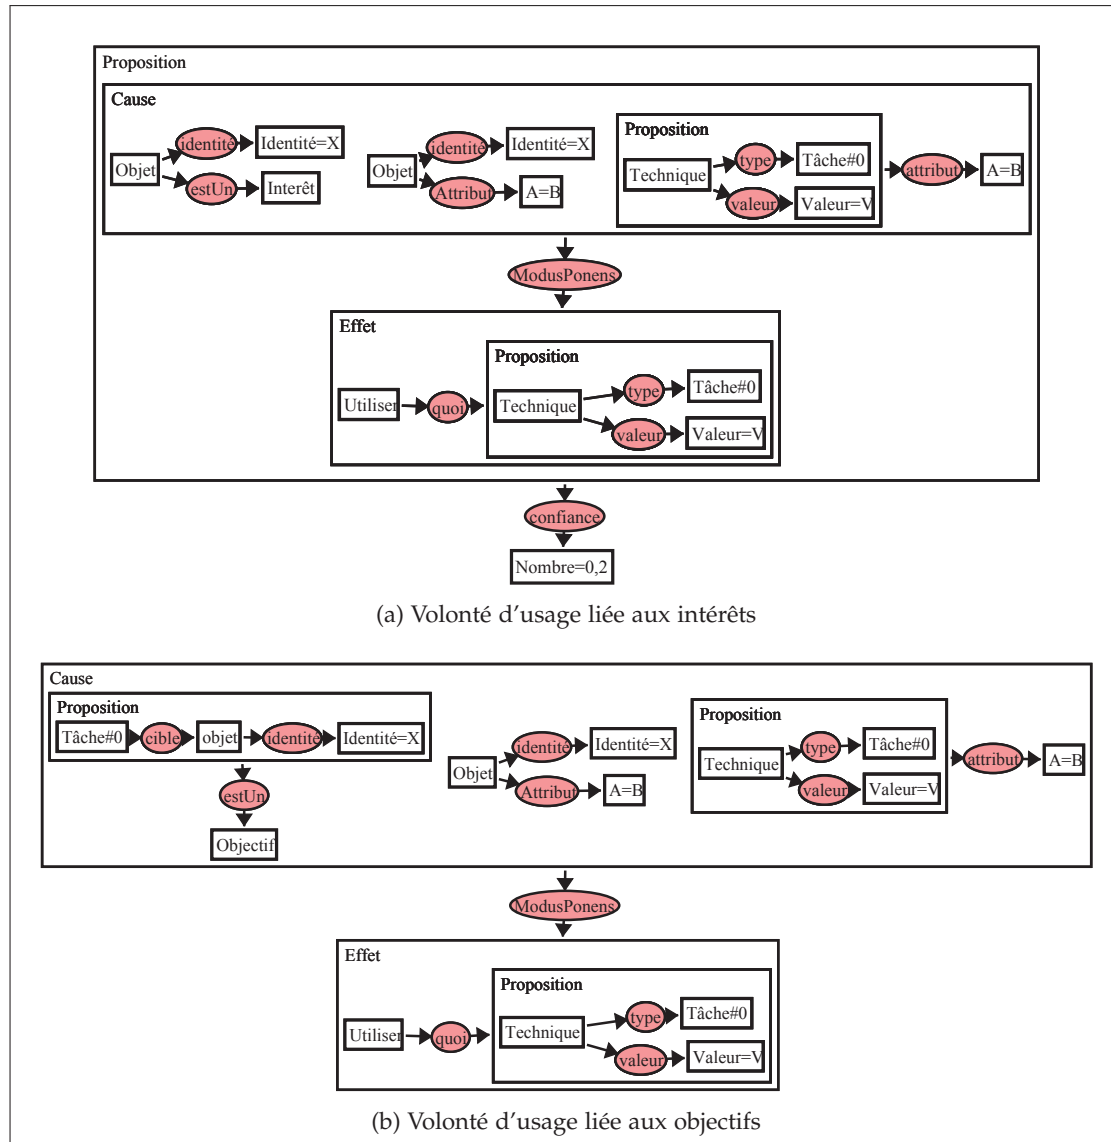 Proposition
Cause
Objet
identité
Identité=X
estUn
Interêt
Objet
identité
Identité=X
Attribut
A=B
Proposition
Technique
type
Tâche#0
valeur
Valeur=V
attribut
A=B
ModusPonens
Effet
Utiliser
quoi
Proposition
Technique
type
Tâche#0
valeur
Valeur=V
confiance
Nombre=0,2
(a) Volonté d'usage liée aux intérêts
Cause
Proposition
Tâche#0
cible
objet
identité
Identité=X
estUn
Objectif
Objet
identité
Identité=X
Attribut
A=B
Proposition
Technique
type
Tâche#0
valeur
Valeur=V
attribut
A=B
ModusPonens
Effet
Utiliser
quoi
Proposition
Technique
type
Tâche#0
valeur
Valeur=V
(b) Volonté d'usage liée aux objectifs